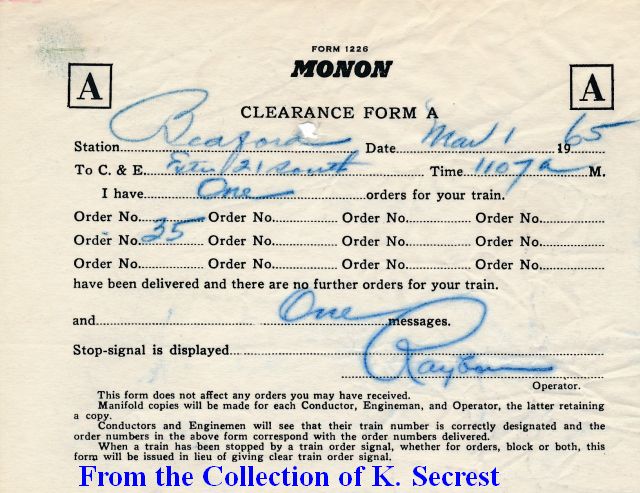 FORM 1226
MONON
A A
CLEARANCE FORM A
Station Bedford Date Mar 1 1965
To C. & E. Extra 21 South Time 1107 a M.
I have One orders for your train.
Order No. Order No. Order No. Order No.
Order No. 35 Order No. Order No. Order No.
Order No. Order No. Order No. Order No.
have been delivered and there are no further orders for your train.
and One messages.
Stop-signal is displayed
Operator.
This form does not affect any orders you may have received.
Manifold copies will be made for each Conductor, Engineman, and Operator, the latter retaining
a copy.
Conductors and Enginemen will see that their train number is correctly designated and the
order numbers in the above form correspond with the order numbers delivered.
When a train has been stopped by a train order signal, whether for orders, block or both, this
form will be issued in lieu of giving clear train order signal.
From the Collection of K. Secrest